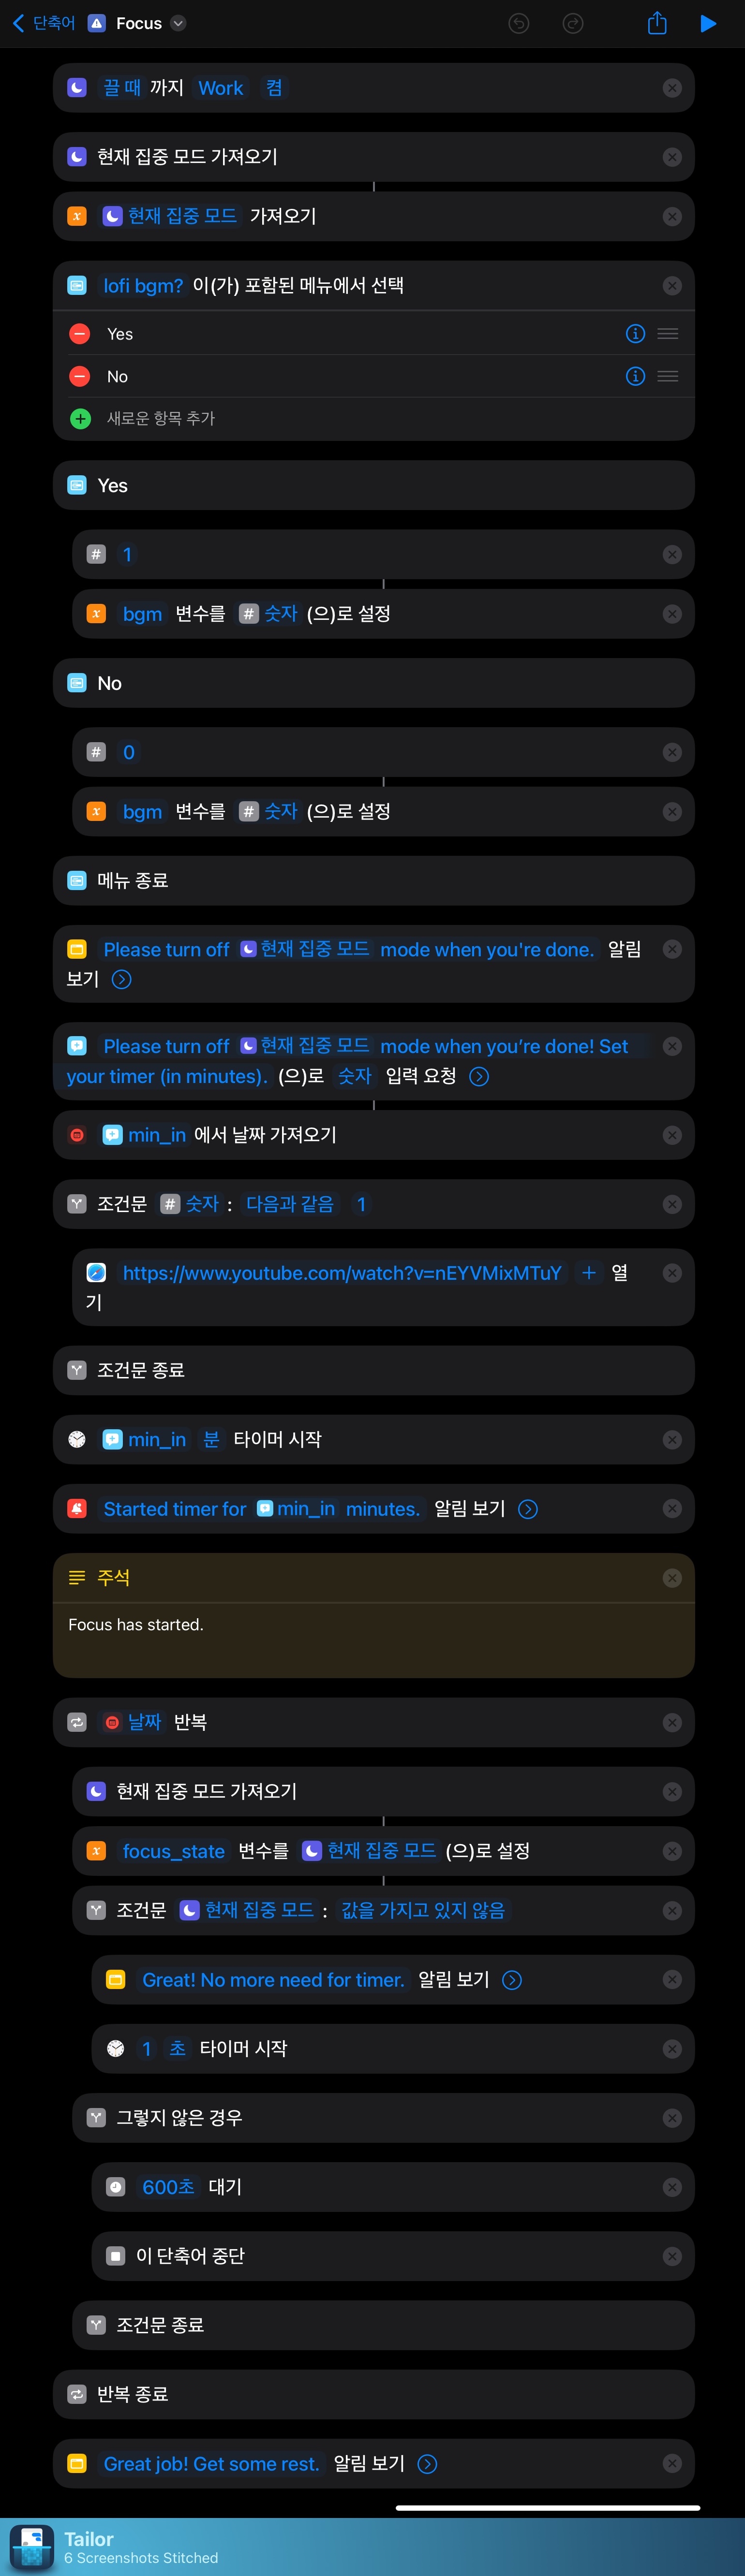 단축어 Focus
끌 때 까지 Work 켬
현재 집중 모드 가져오기
현재 집중 모드 가져오기
lofi bgm? 이(가) 포함된 메뉴에서 선택
Yes
No
새로운 항목 추가
Yes
# 1
x bgm 변수를 # 숫자 (으)로 설정
No
# 0
x bgm 변수를 # 숫자 (으)로 설정
메뉴 종료
Please turn off 현재 집중 모드 mode when you're done. 알림
보기
Please turn off 현재 집중 모드 mode when you’re done! Set
your timer (in minutes). (으)로 숫자 입력 요청
min_in 에서 날짜 가져오기
조건문 # 숫자 : 다음과 같음 1
https://www.youtube.com/watch?v=nEYVMixMTuY + 열
기
조건문 종료
min_in 분 타이머 시작
Started timer for min_in minutes. 알림 보기
주석
Focus has started.
날짜 반복
현재 집중 모드 가져오기
x focus_state 변수를 현재 집중 모드 (으)로 설정
조건문 현재 집중 모드 : 값을 가지고 있지 않음
Great! No more need for timer. 알림 보기
1 초 타이머 시작
그렇지 않은 경우
600초 대기
이 단축어 중단
조건문 종료
반복 종료
Great job! Get some rest. 알림 보기
Tailor
6 Screenshots Stitched